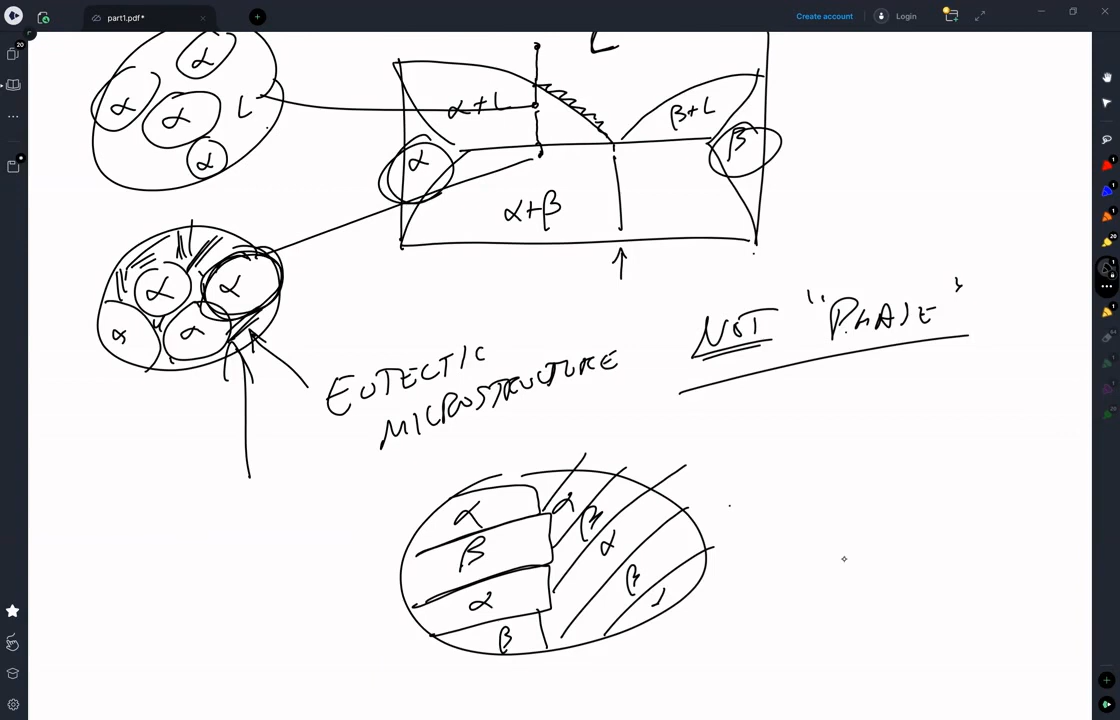 part1.pdf*
Create account
Login
α
α
α
L
α
L
α+L
β+L
α
β
α+β
α
α
α
α
NOT "PHASE"
EUTECTIC
MICROSTRUCTURE
α
β
α
β
α
β
α
β